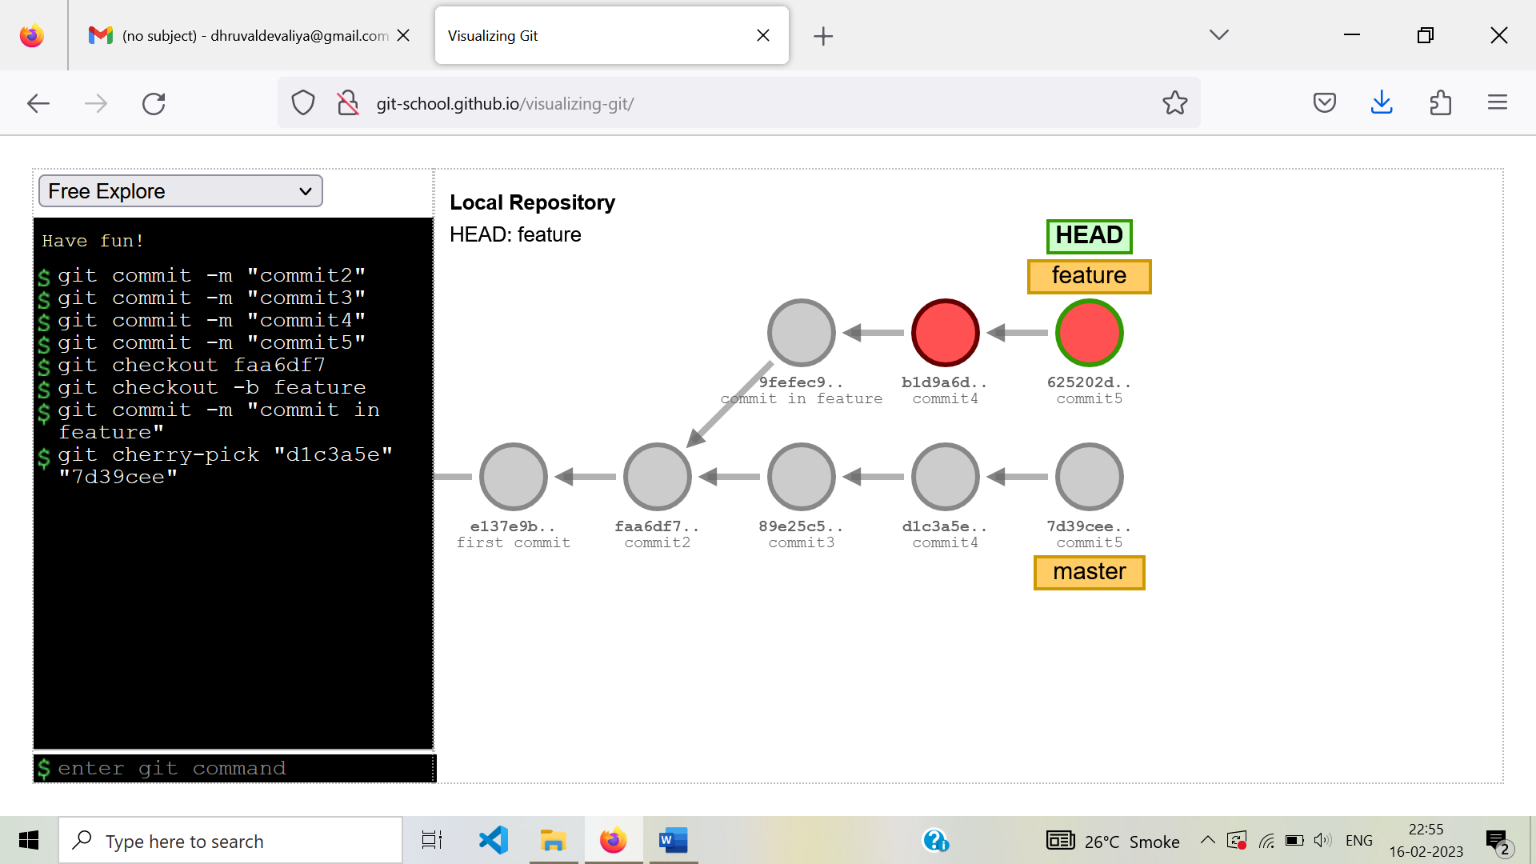 (no subject) - dhruvaldevaliya@gmail.com
Visualizing Git
git-school.github.io/visualizing-git/
Free Explore
Have fun!
$ git commit -m "commit2"
$ git commit -m "commit3"
$ git commit -m "commit4"
$ git commit -m "commit5"
$ git checkout faa6df7
$ git checkout -b feature
$ git commit -m "commit in
feature"
$ git cherry-pick "d1c3a5e"
"7d39cee"
$ enter git command
Local Repository
HEAD: feature
HEAD
feature
9fefec9.. b1d9a6d.. 625202d..
commit in feature commit4 commit5
e137e9b.. faa6df7.. 89e25c5.. d1c3a5e.. 7d39cee..
first commit commit2 commit3 commit4 commit5
master
Type here to search
W
26°C Smoke
ENG
22:55
16-02-2023
2